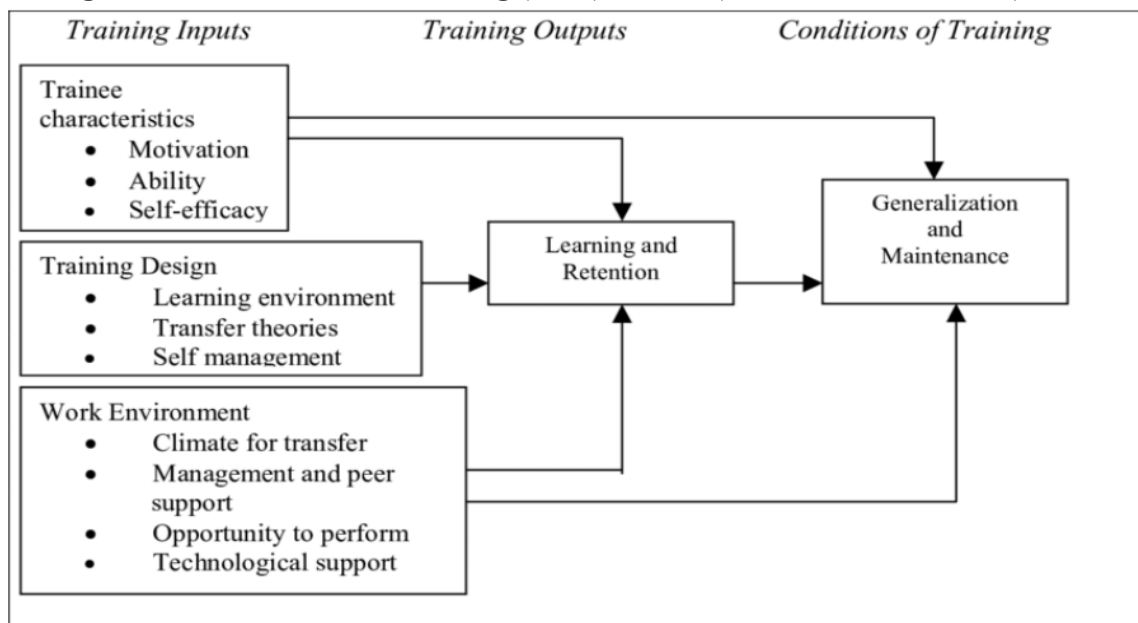 Training Inputs
Training Outputs
Conditions of Training
Trainee
characteristics
• Motivation
• Ability
• Self-efficacy
Training Design
• Learning environment
• Transfer theories
• Self management
Work Environment
• Climate for transfer
• Management and peer
support
• Opportunity to perform
• Technological support
Learning and
Retention
Generalization
and
Maintenance